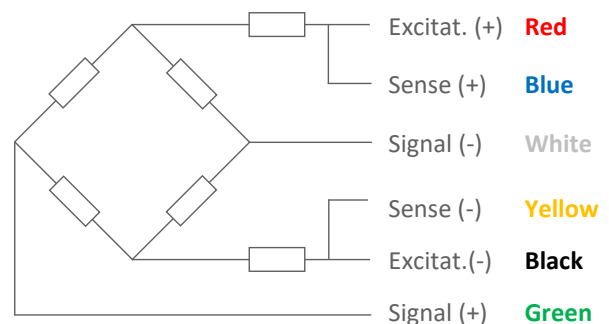 Excitat. (+) Red
Sense (+) Blue
Signal (-) White
Sense (-) Yellow
Excitat.(-) Black
Signal (+) Green